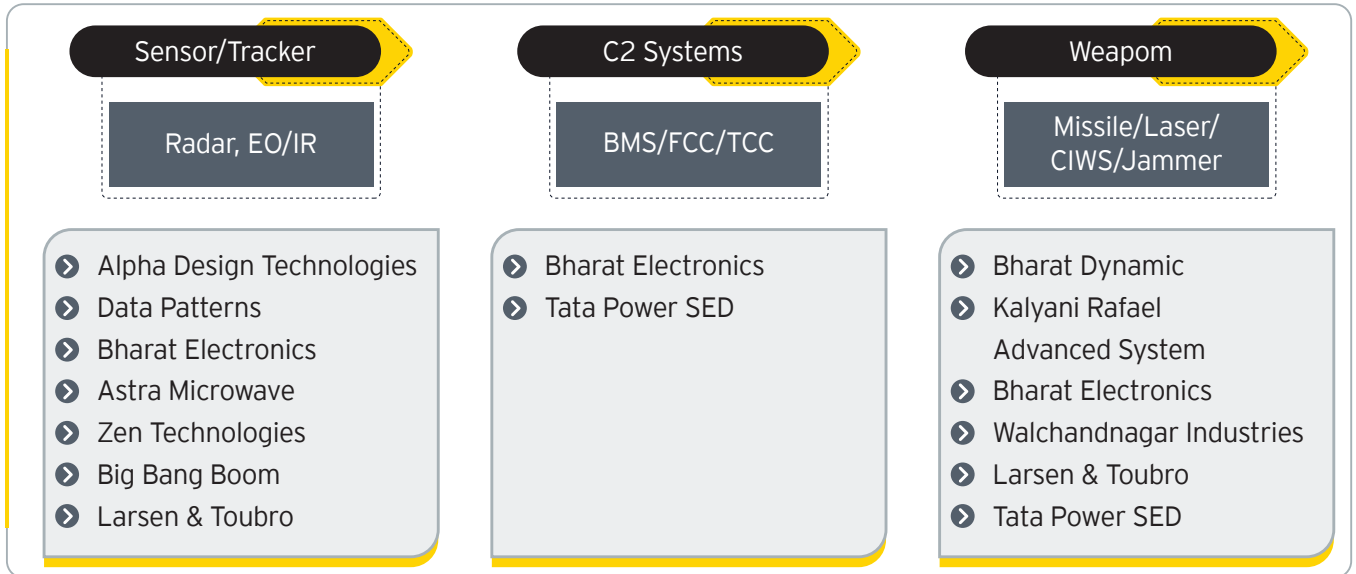 Sensor/Tracker
Radar, EO/IR
Alpha Design Technologies
Data Patterns
Bharat Electronics
Astra Microwave
Zen Technologies
Big Bang Boom
Larsen & Toubro
C2 Systems
BMS/FCC/TCC
Bharat Electronics
Tata Power SED
Weapom
Missile/Laser/
CIWS/Jammer
Bharat Dynamic
Kalyani Rafael
Advanced System
Bharat Electronics
Walchandnagar Industries
Larsen & Toubro
Tata Power SED